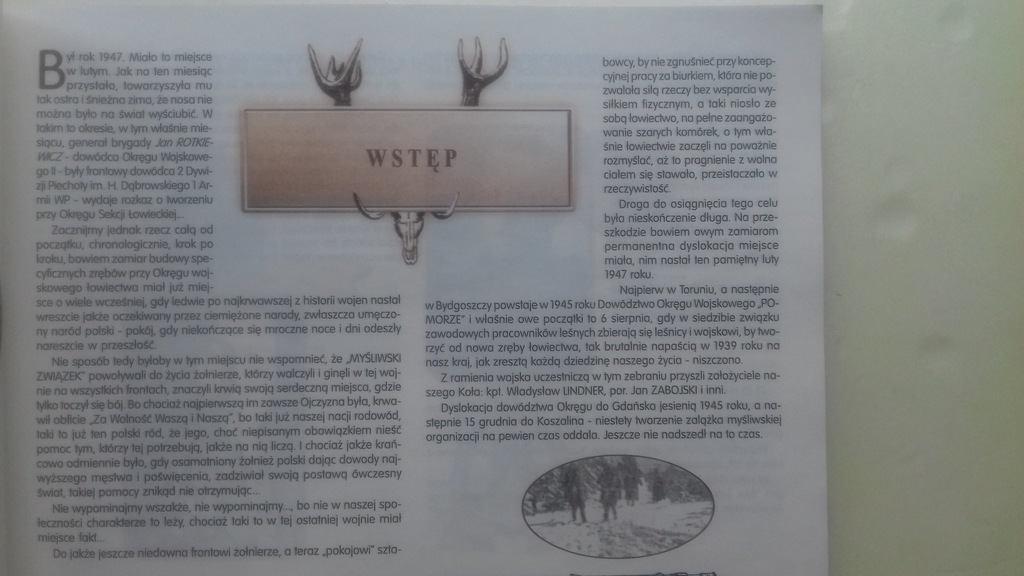 Był rok 1947. Miało to miejsce
w lutym. Jak na ten miesiąc
przystało, towarzyszyła mu
tak ostra i śnieżna zima, że nosa nie
można było na świat wyściubić. W
takim to okresie, w tym właśnie mie-
siącu, generał brygady Jan ROTKIE-
WICZ - dowódca Okręgu Wojskowe-
go II - były frontowy dowódca 2 Dywi-
zji Piechoty im. H. Dąbrowskiego 1 Ar-
mii WP - wydaje rozkaz o tworzeniu
przy Okręgu Sekcji Łowieckiej...
Zacznijmy jednak rzecz całą od
początku, chronologicznie, krok po
kroku, bowiem zamiar budowy spe-
cyficznych zrębów przy Okręgu woj-
skowego łowiectwa miał już miej-
sce o wiele wcześniej, gdy ledwie po najkrwawszej z historii wojen nastał
wreszcie jakże oczekiwany przez ciemiężone narody, zwłaszcza umęczo-
ny naród polski - pokój, gdy niekończące się mroczne noce i dni odeszły
nareszcie w przeszłość.
Nie sposób tedy byłoby w tym miejscu nie wspomnieć, że „MYŚLIWSKI
ZWIĄZEK" powoływali do życia żołnierze, którzy walczyli i ginęli w tej woj-
nie na wszystkich frontach, znaczyli krwią swoją serdeczną miejsca, gdzie
tylko toczył się bój. Bo chociaż najpierwszą im zawsze Ojczyzna była, krwa-
wił obficie „Za Wolność Waszą i Naszą", bo taki już naszej nacji rodowód,
taki to już ten polski ród, że jego, choć niepisanym obowiązkiem nieść
pomoc tym, którzy tej potrzebują, jakże na nią liczą. I chociaż jakże krań-
cowo odmiennie było, gdy osamotniony żołnież polski dając dowody naj-
wyższego męstwa i poświęcenia, zadziwiał swoją postawą ówczesny
świat, takiej pomocy znikąd nie otrzymując...
Nie wypominajmy wszakże, nie wypominajmy..., bo nie w naszej spo-
łeczności charakterze to leży, chociaż taki to w tej ostatniej wojnie miał
miejsce fakt...
Do jakże jeszcze niedawna frontowi żołnierze, a teraz „pokojowi" szta-
WSTĘP
bowcy, by nie zgnuśnieć przy koncep-
cyjnej pracy za biurkiem, która nie po-
zwalała siłą rzeczy bez wsparcia wy-
siłkiem fizycznym, a taki niosło ze
sobą łowiectwo, na pełne zaangażo-
wanie szarych komórek, o tym wła-
śnie łowiectwie zaczęli na poważnie
rozmyślać, aż to pragnienie z wolna
ciałem się stawało, przeistaczało w
rzeczywistość.
Droga do osiągnięcia tego celu
była nieskończenie długa. Na prze-
szkodzie bowiem owym zamiarom
permanentna dyslokacja miejsce
miała, nim nastał ten pamiętny luty
1947 roku.
Najpierw w Toruniu, a następnie
w Bydgoszczy powstaje w 1945 roku Dowództwo Okręgu Wojskowego „PO-
MORZE" i właśnie owe początki to 6 sierpnia, gdy w siedzibie związku
zawodowych pracowników leśnych zbierają się leśnicy i wojskowi, by two-
rzyć od nowa zręby łowiectwa, tak brutalnie napaścią w 1939 roku na
nasz kraj, jak zresztą każdą dziedzinę naszego życia - niszczono.
Z ramienia wojska uczestniczą w tym zebraniu przyszli założyciele na-
szego Koła: kpt. Władysław LINDNER, por. Jan ZABOJSKI i inni.
Dyslokacja dowództwa Okręgu do Gdańska jesienią 1945 roku, a na-
stępnie 15 grudnia do Koszalina - niestety tworzenie zalążka myśliwskiej
organizacji na pewien czas oddala. Jeszcze nie nadszedł na to czas.